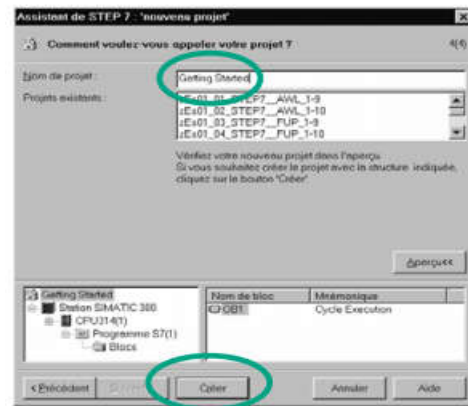 Assistant de STEP 7 : 'nouveau projet'
Comment voulez-vous appeler votre projet ?
4(4)
Nom de projet :
Getting Started
Projets existants :
zEs01_01_STEP7__AWL_1-9
zEs01_02_STEP7__AWL_1-10
zEs01_03_STEP7__FUP_1-9
zEs01_04_STEP7__FUP_1-10
Vérifiez votre nouveau projet dans l'aperçu.
Si vous souhaitez créer le projet avec la structure indiquée,
cliquez sur le bouton 'Créer'.
Aperçu<<
Getting Started
Station SIMATIC 300
CPU314(1)
Programme S7(1)
Blocs
Nom de bloc
Mnémonique
OB1
Cycle Execution
< Précédent
Créer
Annuler
Aide